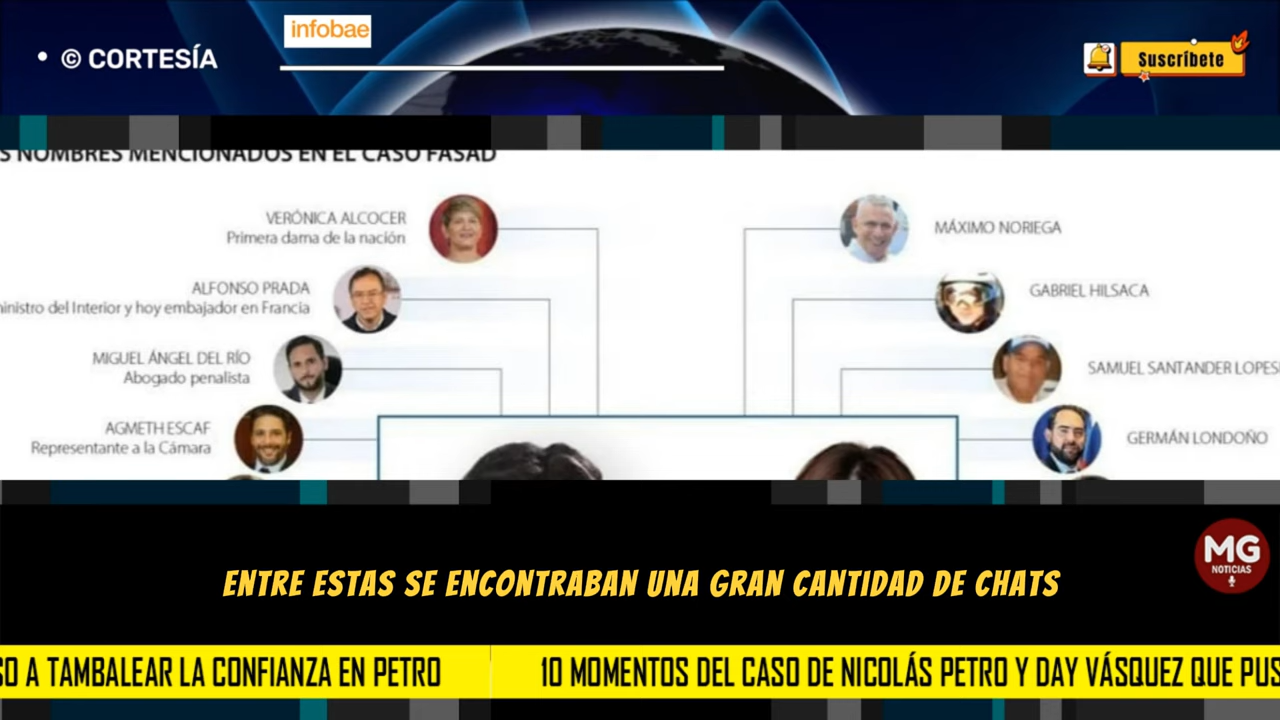 infobae
• © CORTESÍA
Suscríbete
S NOMBRES MENCIONADOS EN EL CASO FASAD
VERÓNICA ALCOCER
Primera dama de la nación
ALFONSO PRADA
ministro del Interior y hoy embajador en Francia
MIGUEL ÁNGEL DEL RÍO
Abogado penalista
AGMETH ESCAF
Representante a la Cámara
MÁXIMO NORIEGA
GABRIEL HILSACA
SAMUEL SANTANDER LOPES
GERMÁN LONDOÑO
MG
NOTICIAS
ENTRE ESTAS SE ENCONTRABAN UNA GRAN CANTIDAD DE CHATS
SO A TAMBALEAR LA CONFIANZA EN PETRO
10 MOMENTOS DEL CASO DE NICOLÁS PETRO Y DAY VÁSQUEZ QUE PUS